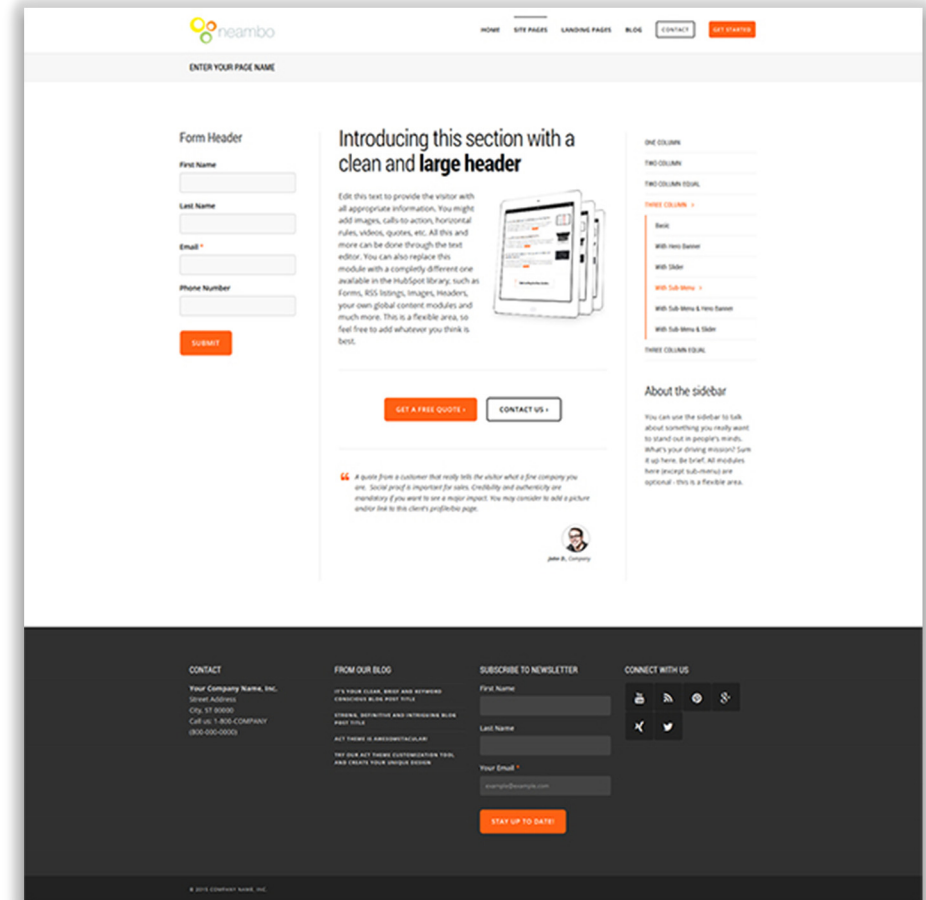 neambo
HOME SITE PAGES LANDING PAGES BLOG CONTACT GET STARTED
ENTER YOUR PAGE NAME
Form Header
First Name
Last Name
Email *
Phone Number
SUBMIT
Introducing this section with a
clean and large header
Edit this text to provide the visitor with
all appropriate information. You might
add images, calls-to-action, horizontal
rules, videos, quotes, etc. All this and
more can be done through the text
editor. You can also replace this
module with a completly different one
available in the HubSpot library, such as
Forms, RSS listings, Images, Headers,
your own global content modules and
much more. This is a flexible area, so
feel free to add whatever you think is
best.
GET A FREE QUOTE ›
CONTACT US ›
“ A quote from a customer that really tells the visitor what a fine company you
are. Social proof is important for sales. Credibility and authenticity are
mandatory if you want to see a major impact. You may consider to add a picture
and/or link to this client's profile/bio page.
John D., Company
ONE COLUMN
TWO COLUMN
TWO COLUMN EQUAL
THREE COLUMN >
Basic
With Hero Banner
With Slider
With Sub-Menu >
With Sub-Menu & Hero Banner
With Sub-Menu & Slider
THREE COLUMN EQUAL
About the sidebar
You can use the sidebar to talk
about something you really want
to stand out in people's minds.
What's your driving mission? Sum
it up here. Be brief. All modules
here (except sub-menu) are
optional - this is a flexible area.
CONTACT
Your Company Name, Inc.
Street Address
City, ST 00000
Call us: 1-800-COMPANY
(800-000-0000)
FROM OUR BLOG
IT'S YOUR CLEAR, BRIEF AND KEYWORD
CONSCIOUS BLOG POST TITLE
STRONG, DEFINITIVE AND INTRIGUING BLOG
POST TITLE
ACT THEME IS AWESOMETACULAR!
TRY OUR ACT THEME CUSTOMIZATION TOOL
AND CREATE YOUR UNIQUE DESIGN
SUBSCRIBE TO NEWSLETTER
First Name
Last Name
Your Email *
example@example.com
STAY UP TO DATE!
CONNECT WITH US
© 2015 COMPANY NAME, INC.